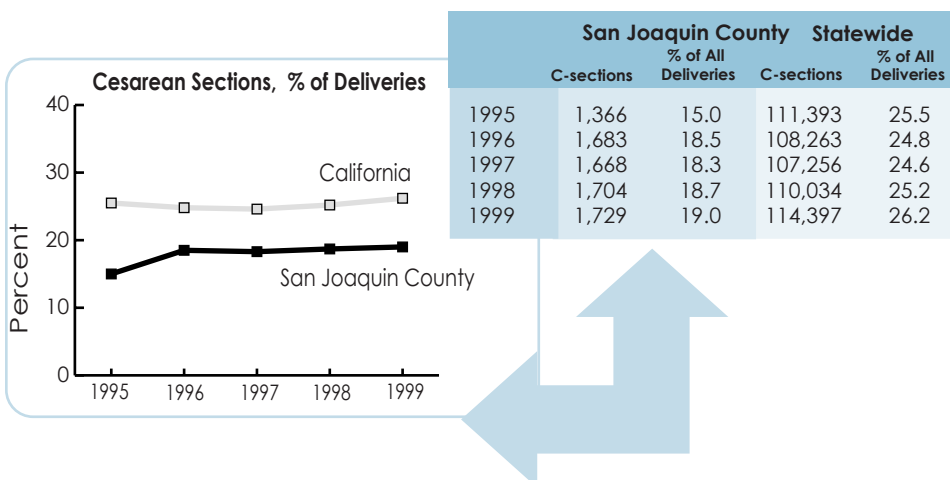 Cesarean Sections, % of Deliveries
Percent
40
30
20
10
0
California
San Joaquin County
1995 1996 1997 1998 1999
San Joaquin County Statewide
% of All % of All
C-sections Deliveries C-sections Deliveries
1995 1,366 15.0 111,393 25.5
1996 1,683 18.5 108,263 24.8
1997 1,668 18.3 107,256 24.6
1998 1,704 18.7 110,034 25.2
1999 1,729 19.0 114,397 26.2